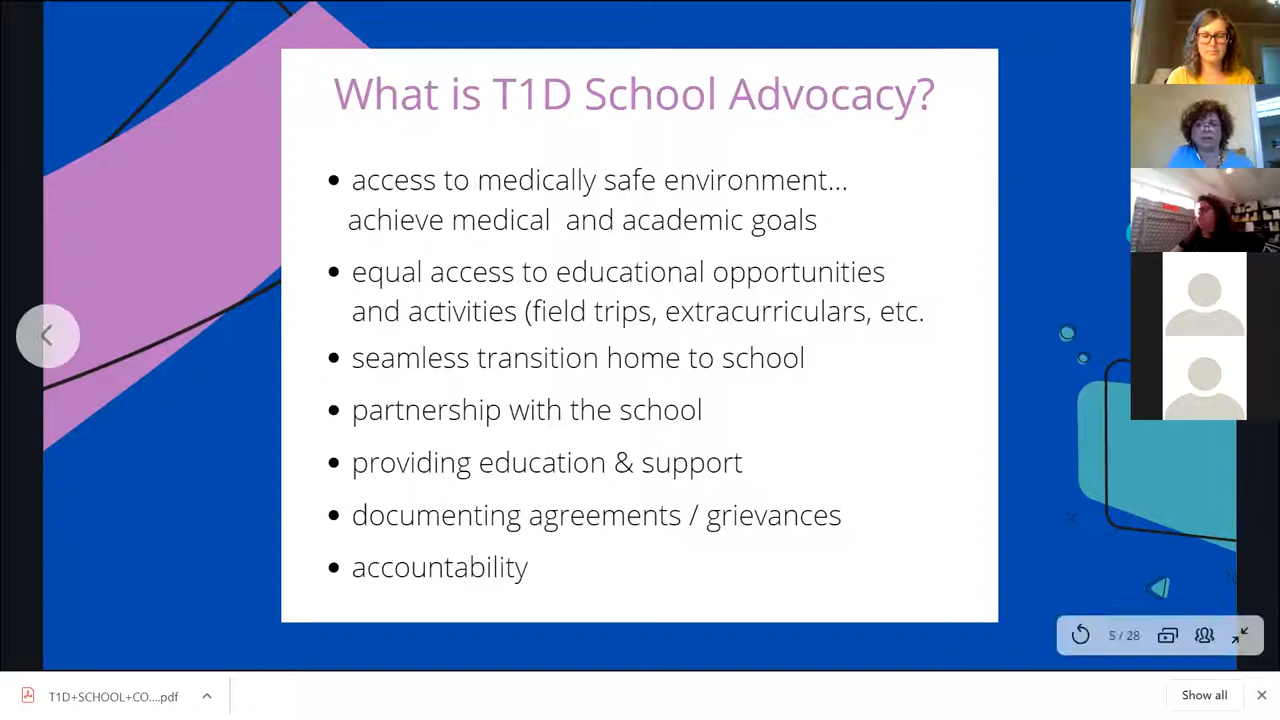 What is T1D School Advocacy?
• access to medically safe environment...
achieve medical and academic goals
• equal access to educational opportunities
and activities (field trips, extracurriculars, etc.
• seamless transition home to school
• partnership with the school
• providing education & support
• documenting agreements / grievances
• accountability
5 / 28
T1D+SCHOOL+CO....pdf
Show all